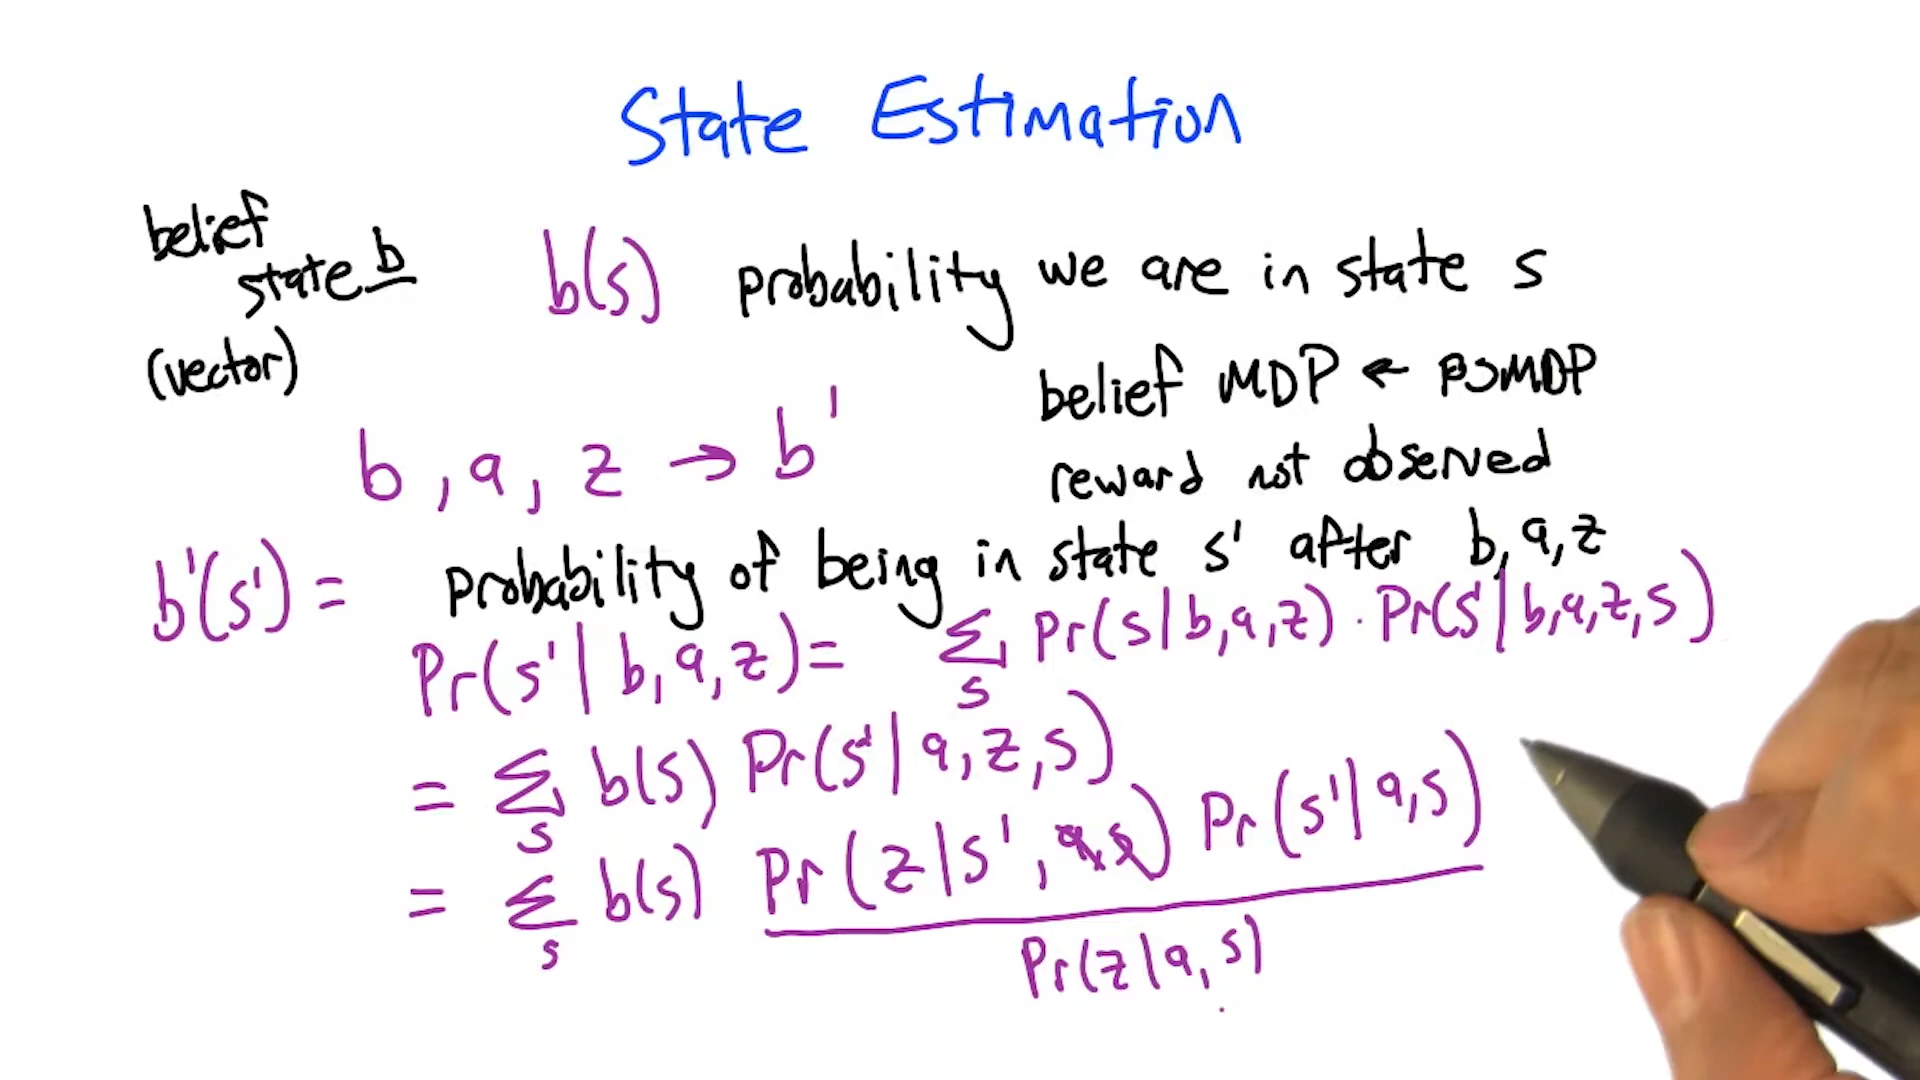 State Estimation
belief
state b
(vector)
b(s) probability we are in state s
belief MDP ← POMDP
b, a, z → b'
reward not observed
b'(s') = probability of being in state s' after b, a, z
Pr(s'|b,a,z) = Σ_s Pr(s|b,a,z) · Pr(s'|b,a,z,s)
= Σ_s b(s) Pr(s'|a,z,s)
= Σ_s b(s) Pr(z|s', ) Pr(s'|a,s)
Pr(z|a,s)